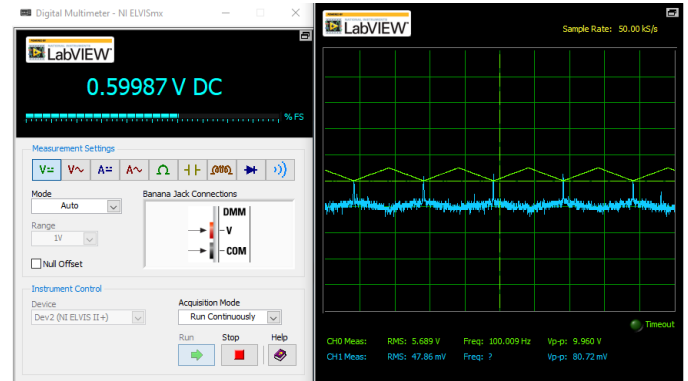 Digital Multimeter - NI ELVISmx
LabVIEW
0.59987 V DC
% FS
Measurement Settings
V= V~ A= A~ Ω
Mode
Auto
Banana Jack Connections
Range
1V
DMM
V
COM
Null Offset
Instrument Control
Device
Dev2 (NI ELVIS II+)
Acquisition Mode
Run Continuously
Run Stop Help
LabVIEW
Sample Rate: 50.00 kS/s
Timeout
CH0 Meas: RMS: 5.689 V Freq: 100.009 Hz Vp-p: 9.960 V
CH1 Meas: RMS: 47.86 mV Freq: ? Vp-p: 80.72 mV